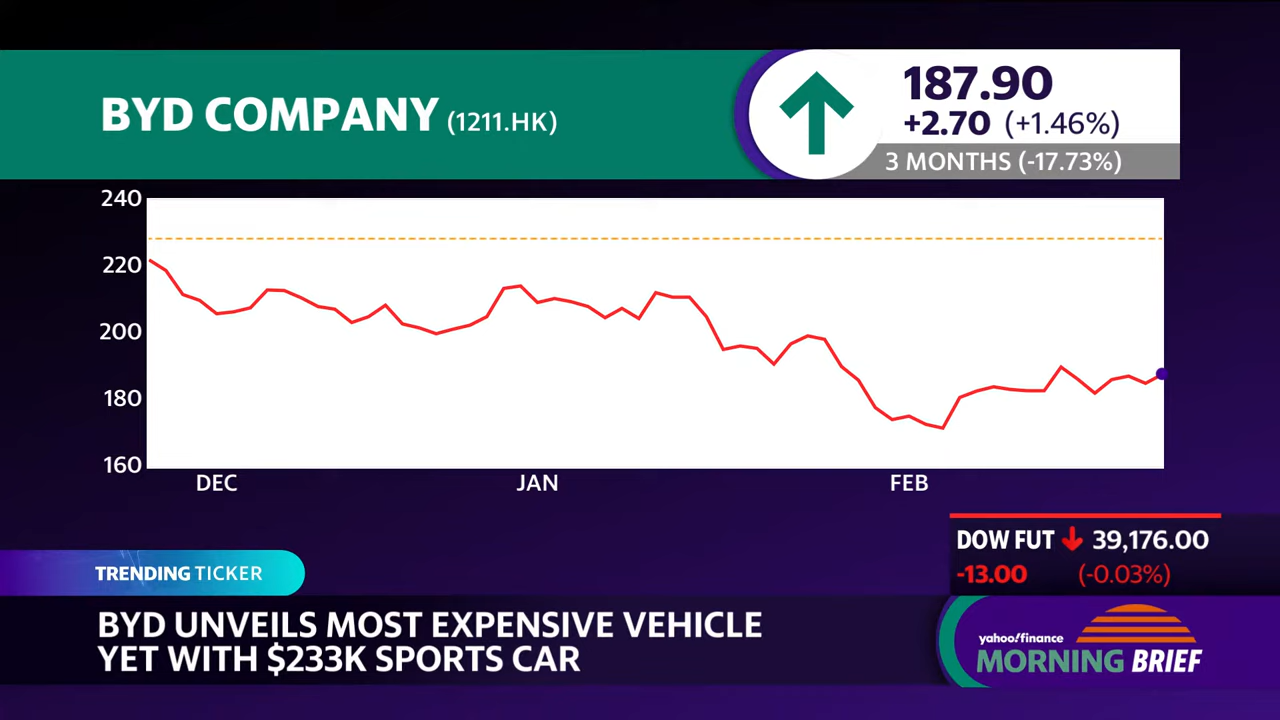 BYD COMPANY (1211.HK)
187.90
+2.70 (+1.46%)
3 MONTHS (-17.73%)
240
220
200
180
160
DEC JAN FEB
DOW FUT 39,176.00
-13.00 (-0.03%)
TRENDING TICKER
BYD UNVEILS MOST EXPENSIVE VEHICLE
YET WITH $233K SPORTS CAR
yahoo!finance
MORNING BRIEF